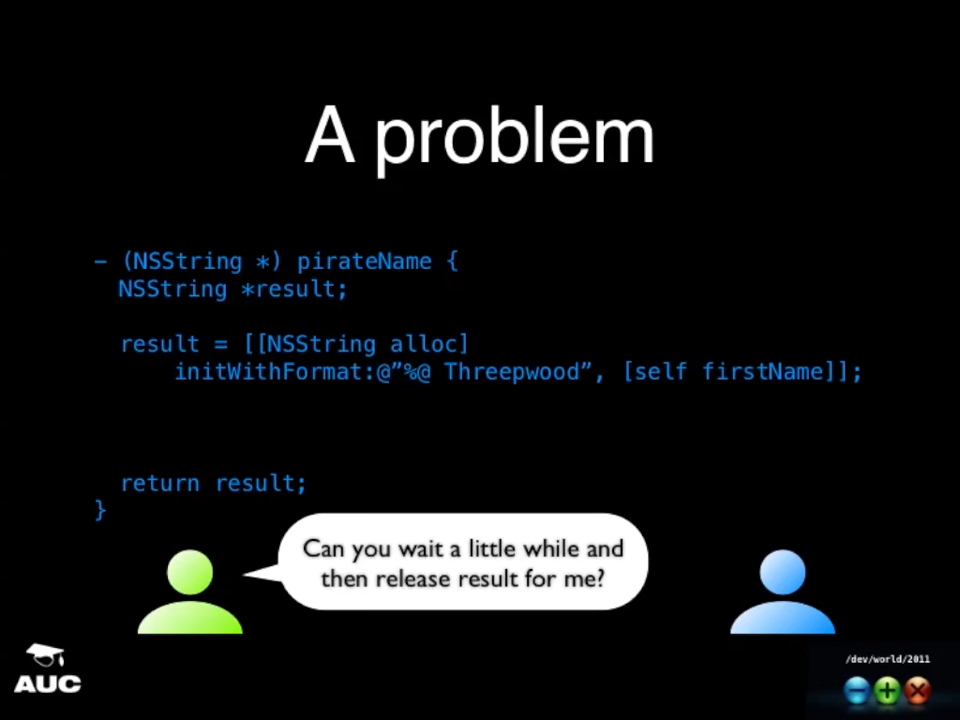 A problem
- (NSString *) pirateName {
NSString *result;
result = [[NSString alloc]
initWithFormat:@”%@ Threepwood”, [self firstName]];
return result;
}
Can you wait a little while and
then release result for me?
AUC
/dev/world/2011